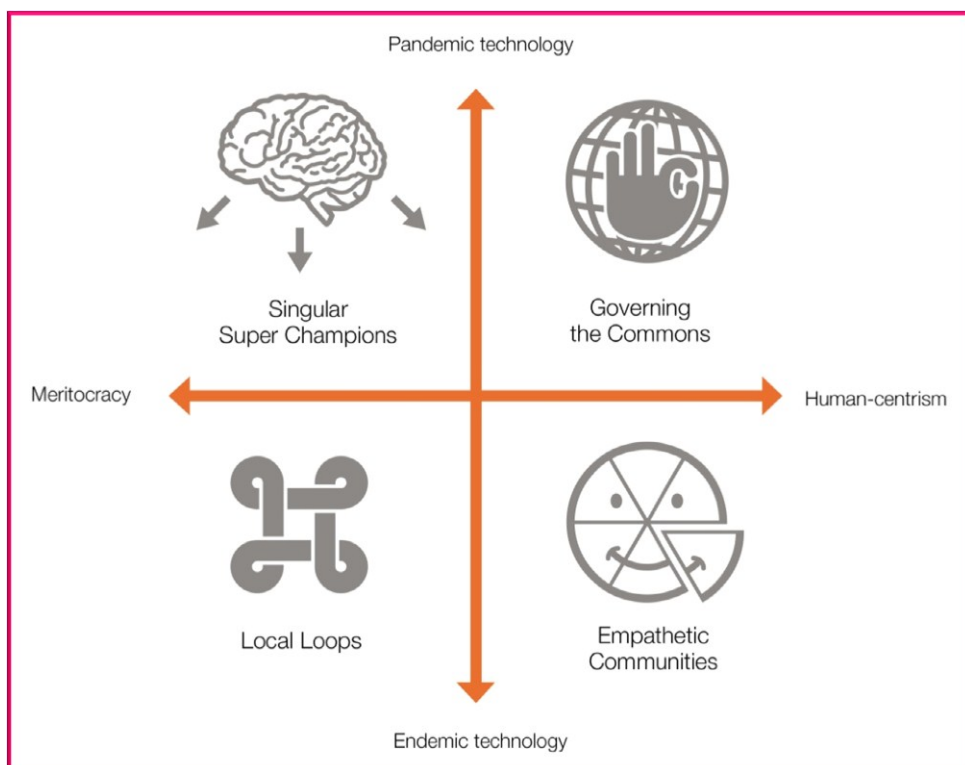 Pandemic technology
Singular
Super Champions
Governing
the Commons
Meritocracy
Human-centrism
Local Loops
Empathetic
Communities
Endemic technology